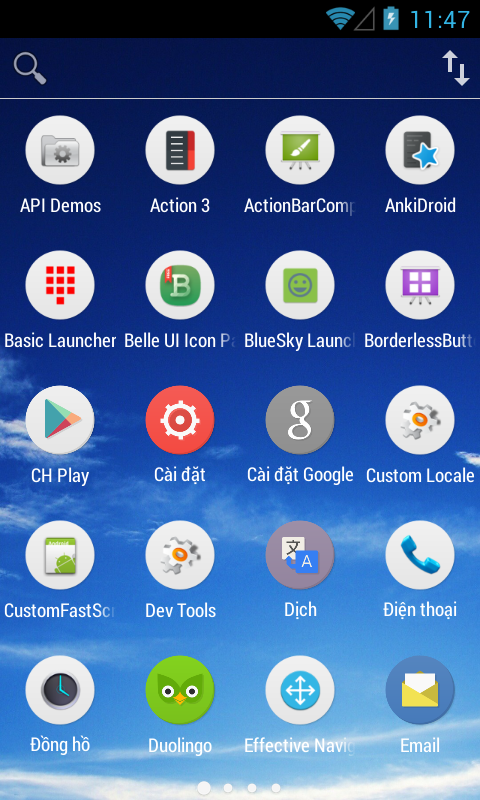 11:47
API Demos
Action 3
ActionBarComp
AnkiDroid
Basic Launcher
Belle UI Icon Pa
BlueSky Launc
BorderlessButt
CH Play
Cài đặt
Cài đặt Google
Custom Locale
CustomFastScr
Dev Tools
Dịch
Điện thoại
Đồng hồ
Duolingo
Effective Navig
Email